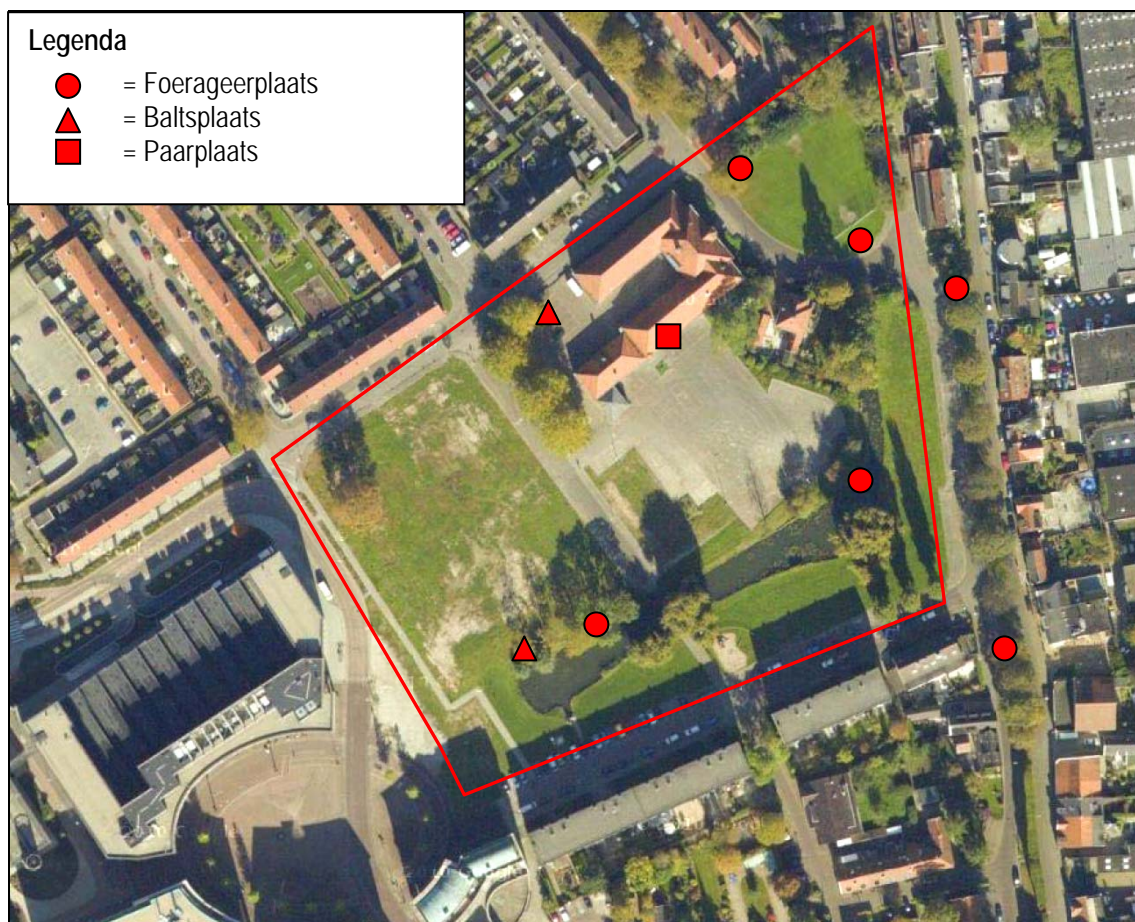 Legenda
= Foerageerplaats
= Baltsplaats
= Paarplaats